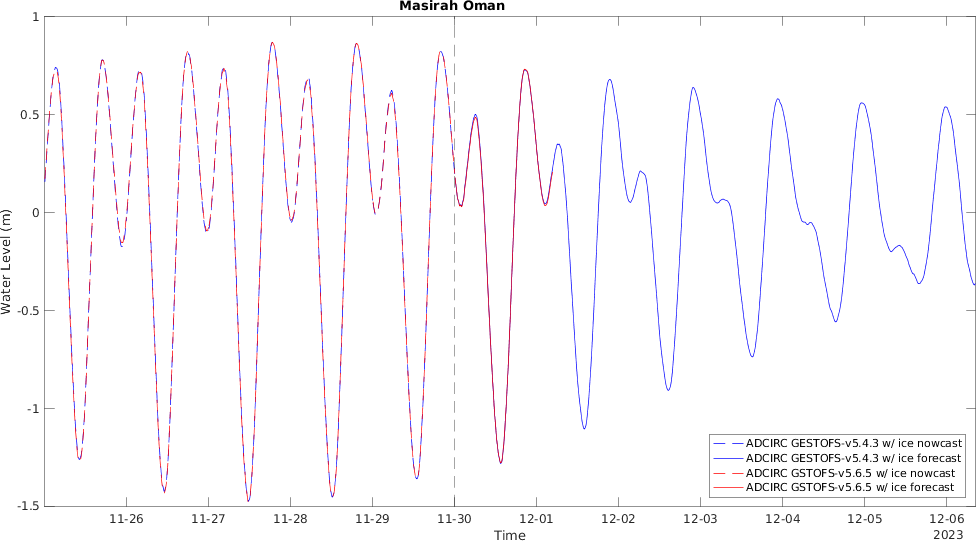 Masirah Oman
1
0.5
0
-0.5
-1
-1.5
Water Level (m)
ADCIRC GESTOFS-v5.4.3 w/ ice nowcast
ADCIRC GESTOFS-v5.4.3 w/ ice forecast
ADCIRC GSTOFS-v5.6.5 w/ ice nowcast
ADCIRC GSTOFS-v5.6.5 w/ ice forecast
11-26 11-27 11-28 11-29 11-30 12-01 12-02 12-03 12-04 12-05 12-06
2023
Time